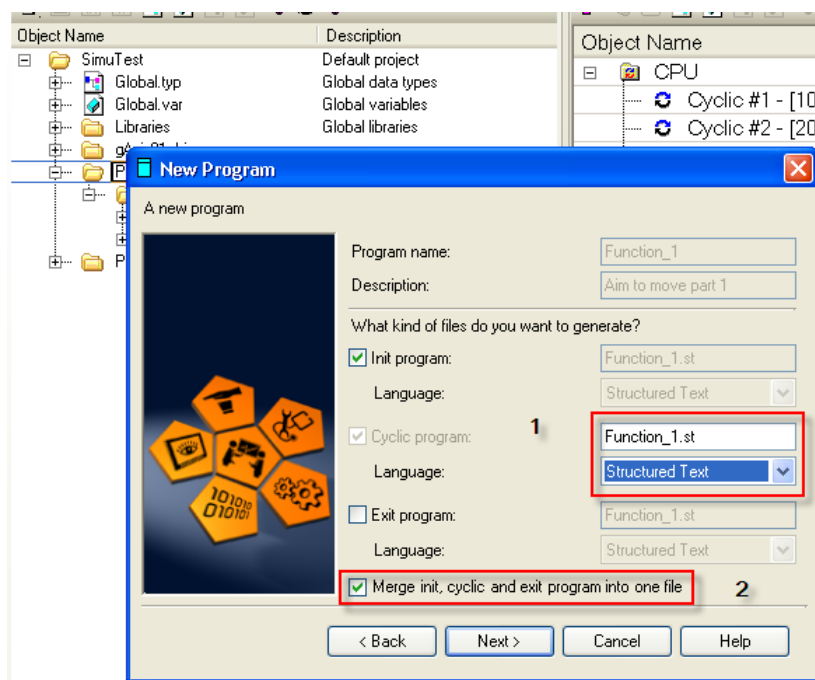 Object Name Description
SimuTest Default project
Global.typ Global data types
Global.var Global variables
Libraries Global libraries
P
P
Object Name
CPU
Cyclic #1 - [10
Cyclic #2 - [20
New Program
A new program
Program name: Function_1
Description: Aim to move part 1
What kind of files do you want to generate?
Init program: Function_1.st
Language: Structured Text
1
Cyclic program: Function_1.st
Language: Structured Text
Exit program: Function_1.st
Language: Structured Text
Merge init, cyclic and exit program into one file 2
101010
010101
< Back Next > Cancel Help